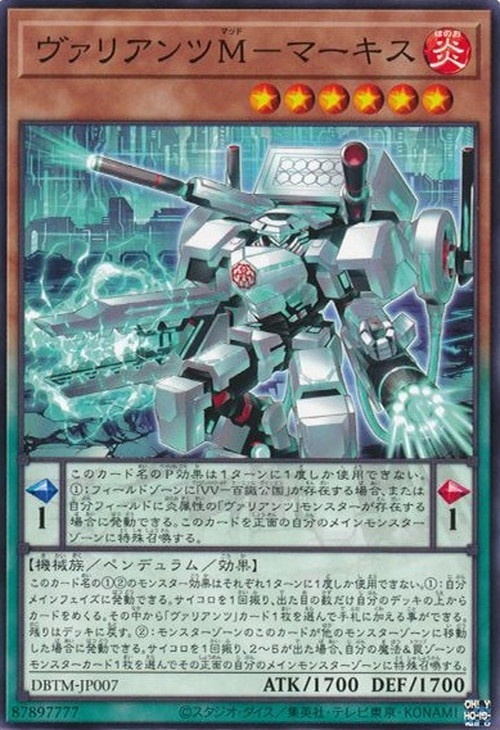 マッド
ヴァリアンツM－マーキス
ほのお
炎
このカード名のP効果は1ターンに1度しか使用できない。
①：フィールドゾーンに「VV－百識公国」が存在する場合、または
自分フィールドに炎属性の「ヴァリアンツ」モンスターが存在する
場合に発動できる。このカードを正面の自分のメインモンスター
ゾーンに特殊召喚する。
1
1
【機械族／ペンデュラム／効果】
このカード名の①②のモンスター効果はそれぞれ1ターンに1度しか使用できない。①：自分
メインフェイズに発動できる。サイコロを1回振り、出た目の数だけ自分のデッキの上から
カードをめくる。その中から「ヴァリアンツ」カード1枚を選んで手札に加える事ができる。
残りはデッキに戻す。②：モンスターゾーンのこのカードが他のモンスターゾーンに移動
した場合に発動できる。サイコロを1回振り、2～5が出た場合、自分の魔法＆罠ゾーンの
モンスターカード1枚を選んでその正面の自分のメインモンスターゾーンに特殊召喚する。
DBTM-JP007
ATK/1700 DEF/1700
87897777
©スタジオ・ダイス／集英社・テレビ東京・KONAMI